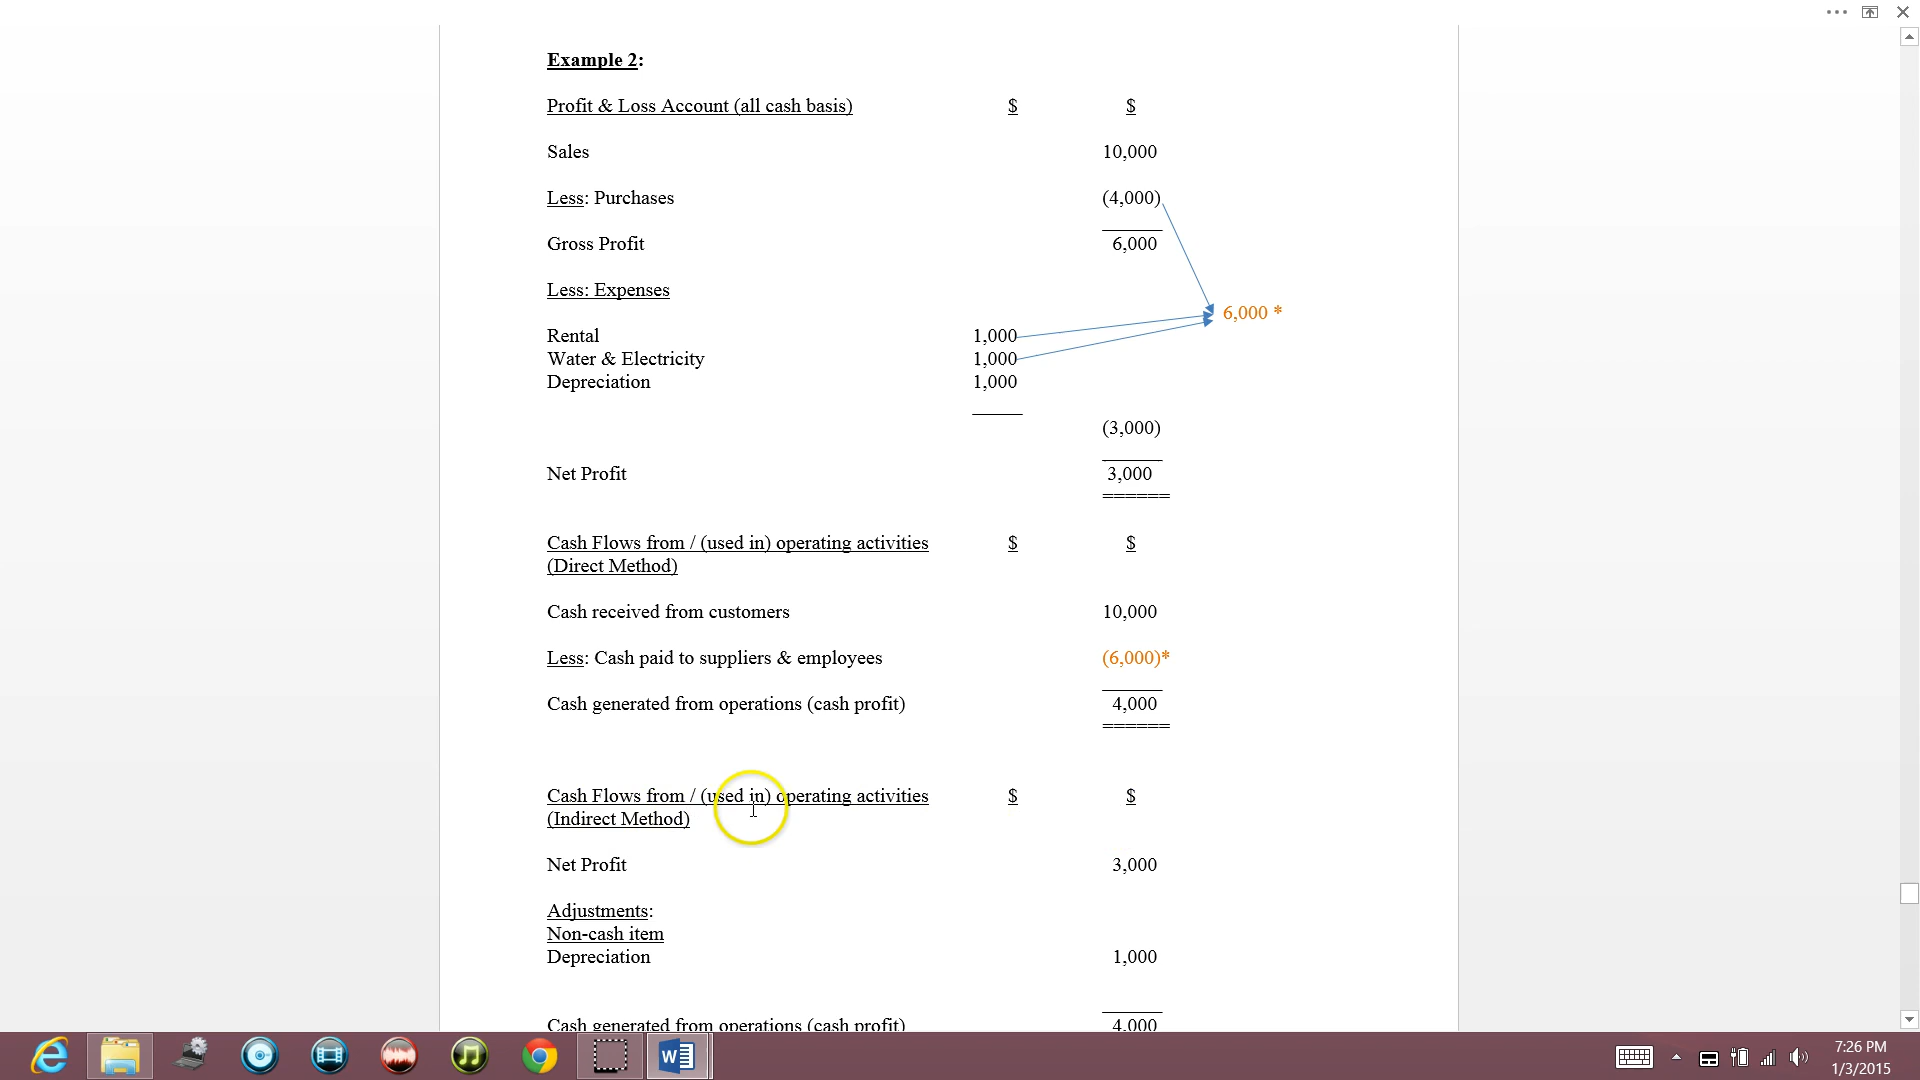 Example 2:
Profit & Loss Account (all cash basis) $ $
Sales 10,000
Less: Purchases (4,000)
Gross Profit 6,000
Less: Expenses
6,000 *
Rental 1,000
Water & Electricity 1,000
Depreciation 1,000
(3,000)
Net Profit 3,000
======
Cash Flows from / (used in) operating activities $ $
(Direct Method)
Cash received from customers 10,000
Less: Cash paid to suppliers & employees (6,000)*
Cash generated from operations (cash profit) 4,000
======
Cash Flows from / (used in) operating activities $ $
(Indirect Method)
Net Profit 3,000
Adjustments:
Non-cash item
Depreciation 1,000
Cash generated from operations (cash profit) 4,000
7:26 PM
1/3/2015